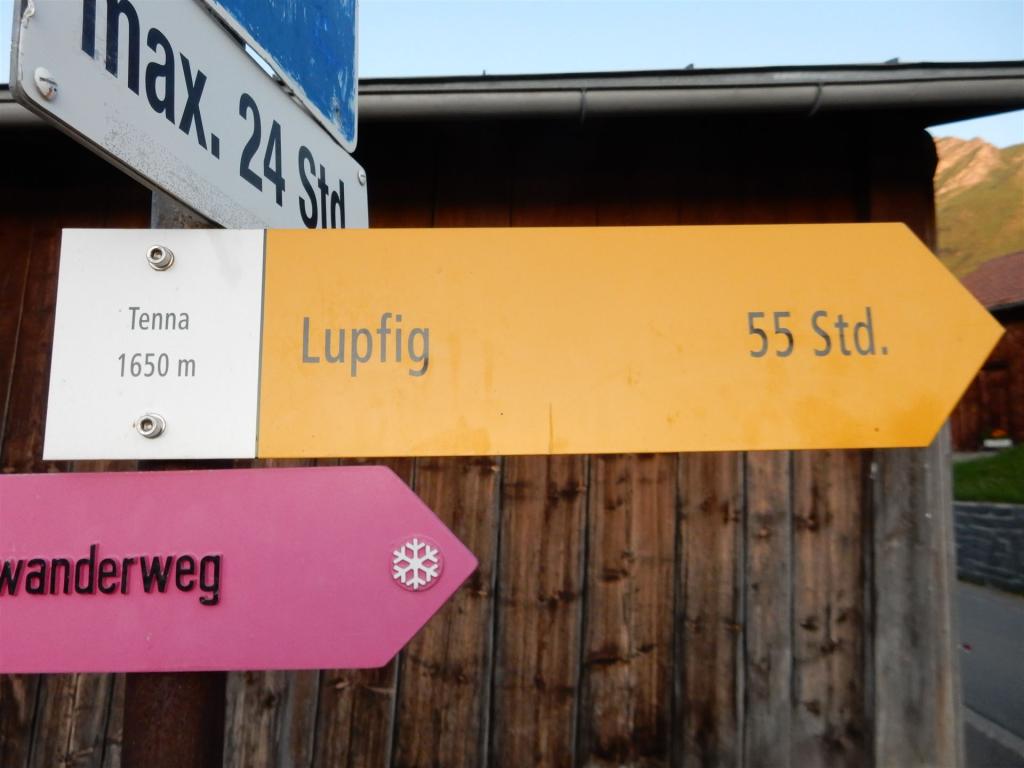 max. 24 Std
Tenna
1650 m
Lupfig 55 Std.
wanderweg